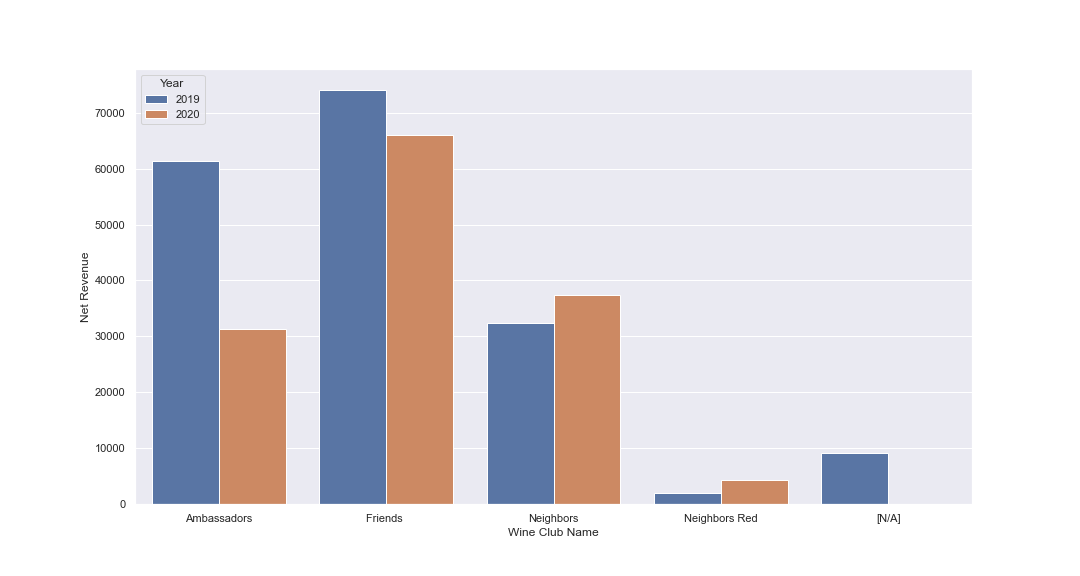 Year
2019
2020
70000
60000
50000
40000
30000
20000
10000
0
Net Revenue
Ambassadors Friends Neighbors Neighbors Red [N/A]
Wine Club Name